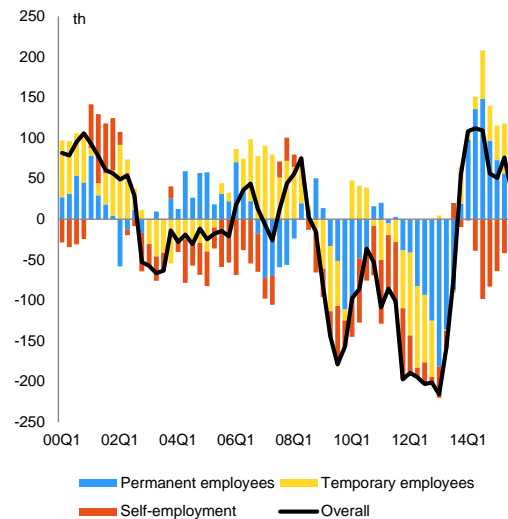 th
250
200
150
100
50
0
-50
-100
-150
-200
-250
00Q1 02Q1 04Q1 06Q1 08Q1 10Q1 12Q1 14Q1
Permanent employees Temporary employees
Self-employment Overall